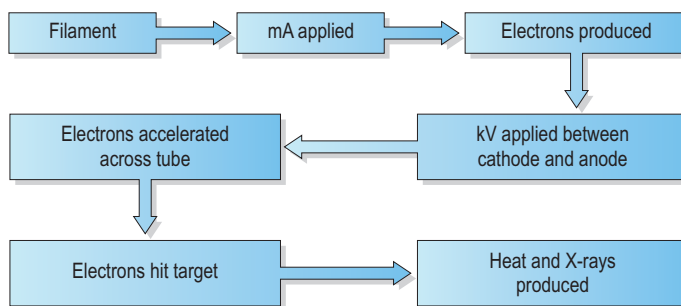 Filament
mA applied
Electrons produced
kV applied between
cathode and anode
Electrons accelerated
across tube
Electrons hit target
Heat and X-rays
produced